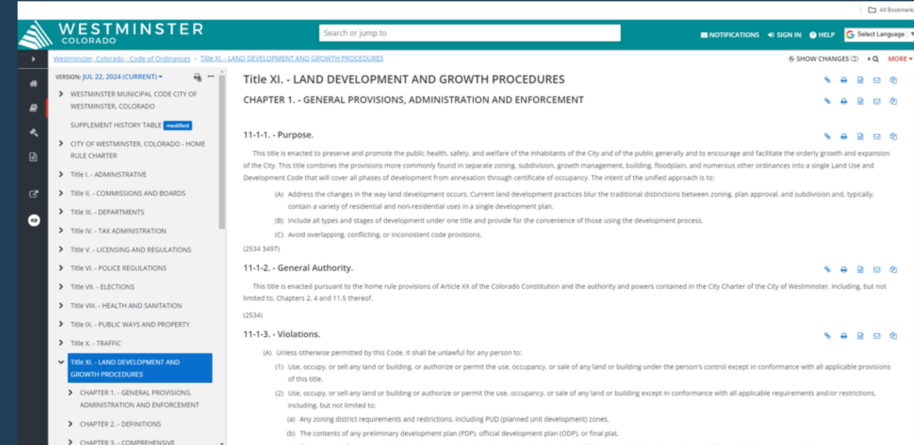 All Bookmarks
WESTMINSTER
COLORADO
Search or jump to
NOTIFICATIONS
SIGN IN
HELP
Select Language
Westminster, Colorado - Code of Ordinances / Title XI. - LAND DEVELOPMENT AND GROWTH PROCEDURES
SHOW CHANGES
MORE
VERSION: JUL 22, 2024 (CURRENT)
WESTMINSTER MUNICIPAL CODE CITY OF
WESTMINSTER, COLORADO
SUPPLEMENT HISTORY TABLE modified
CITY OF WESTMINSTER, COLORADO - HOME
RULE CHARTER
Title I. - ADMINISTRATIVE
Title II. - COMMISSIONS AND BOARDS
Title III. - DEPARTMENTS
Title IV. - TAX ADMINISTRATION
Title V. - LICENSING AND REGULATIONS
Title VI. - POLICE REGULATIONS
Title VII. - ELECTIONS
Title VIII. - HEALTH AND SANITATION
Title IX. - PUBLIC WAYS AND PROPERTY
Title X. - TRAFFIC
Title XI. - LAND DEVELOPMENT AND
GROWTH PROCEDURES
CHAPTER 1. - GENERAL PROVISIONS,
ADMINISTRATION AND ENFORCEMENT
CHAPTER 2. - DEFINITIONS
CHAPTER 3. - COMPREHENSIVE
Title XI. - LAND DEVELOPMENT AND GROWTH PROCEDURES
CHAPTER 1. - GENERAL PROVISIONS, ADMINISTRATION AND ENFORCEMENT
11-1-1. - Purpose.
This title is enacted to preserve and promote the public health, safety, and welfare of the inhabitants of the City and of the public generally and to encourage and facilitate the orderly growth and expansion
of the City. This title combines the provisions more commonly found in separate zoning, subdivision, growth management, building, floodplain, and numerous other ordinances into a single Land Use and
Development Code that will cover all phases of development from annexation through certificate of occupancy. The intent of the unified approach is to:
(A) Address the changes in the way land development occurs. Current land development practices blur the traditional distinctions between zoning, plan approval, and subdivision and, typically,
contain a variety of residential and non-residential uses in a single development plan.
(B) Include all types and stages of development under one title and provide for the convenience of those using the development process.
(C) Avoid overlapping, conflicting, or inconsistent code provisions.
(2534 3497)
11-1-2. - General Authority.
This title is enacted pursuant to the home rule provisions of Article XX of the Colorado Constitution and the authority and powers contained in the City Charter of the City of Westminster, including, but not
limited to, Chapters 2, 4 and 11.5 thereof.
(2534)
11-1-3. - Violations.
(A) Unless otherwise permitted by this Code, it shall be unlawful for any person to:
(1) Use, occupy, or sell any land or building, or authorize or permit the use, occupancy, or sale of any land or building under the person's control except in conformance with all applicable provisions
of this title.
(2) Use, occupy, or sell any land or building, or authorize or permit the use, occupancy, or sale of any land or building except in conformance with all applicable requirements and/or restrictions,
including, but not limited to:
(a) Any zoning district requirements and restrictions, including PUD (planned unit development) zones,
(b) The contents of any preliminary development plan (PDP), official development plan (ODP), or final plat,